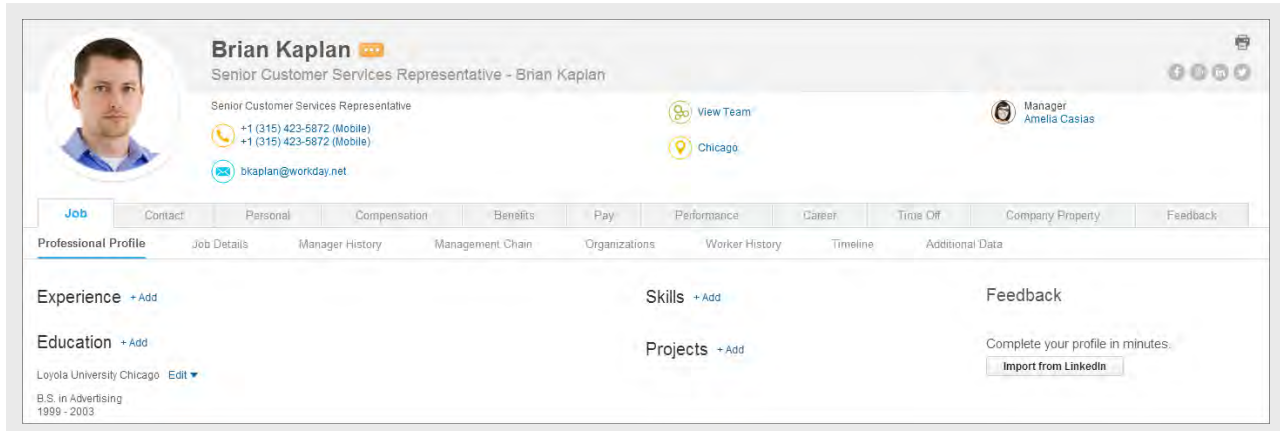 Brian Kaplan
Senior Customer Services Representative - Brian Kaplan
Senior Customer Services Representative
+1 (315) 423-5872 (Mobile)
+1 (315) 423-5872 (Mobile)
bkaplan@workday.net
View Team
Chicago
Manager
Amelia Casias
Job Contact Personal Compensation Benefits Pay Performance Career Time Off Company Property Feedback
Professional Profile Job Details Manager History Management Chain Organizations Worker History Timeline Additional Data
Experience + Add
Education + Add
Loyola University Chicago Edit
B.S. in Advertising
1999 - 2003
Skills + Add
Projects + Add
Feedback
Complete your profile in minutes.
Import from LinkedIn